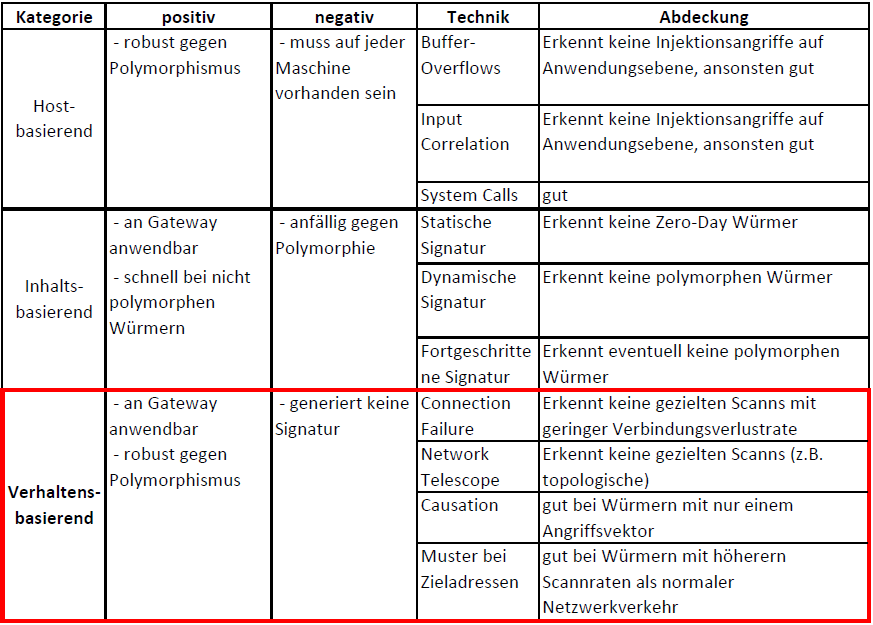 Kategorie positiv negativ Technik Abdeckung
Host-
basierend
- robust gegen
Polymorphismus
- muss auf jeder
Maschine
vorhanden sein
Buffer-
Overflows
Erkennt keine Injektionsangriffe auf
Anwendungsebene, ansonsten gut
Input
Correlation
Erkennt keine Injektionsangriffe auf
Anwendungsebene, ansonsten gut
System Calls
gut
Inhalts-
basierend
- an Gateway
anwendbar
- schnell bei nicht
polymorphen
Würmern
- anfällig gegen
Polymorphie
Statische
Signatur
Erkennt keine Zero-Day Würmer
Dynamische
Signatur
Erkennt keine polymorphen Würmer
Fortgeschritte
ne Signatur
Erkennt eventuell keine polymorphen
Würmer
Verhaltens-
basierend
- an Gateway
anwendbar
- robust gegen
Polymorphismus
- generiert keine
Signatur
Connection
Failure
Erkennt keine gezielten Scanns mit
geringer Verbindungsverlustrate
Network
Telescope
Erkennt keine gezielten Scanns (z.B.
topologische)
Causation
gut bei Würmern mit nur einem
Angriffsvektor
Muster bei
Zieladressen
gut bei Würmern mit höherern
Scannraten als normaler
Netzwerkverkehr